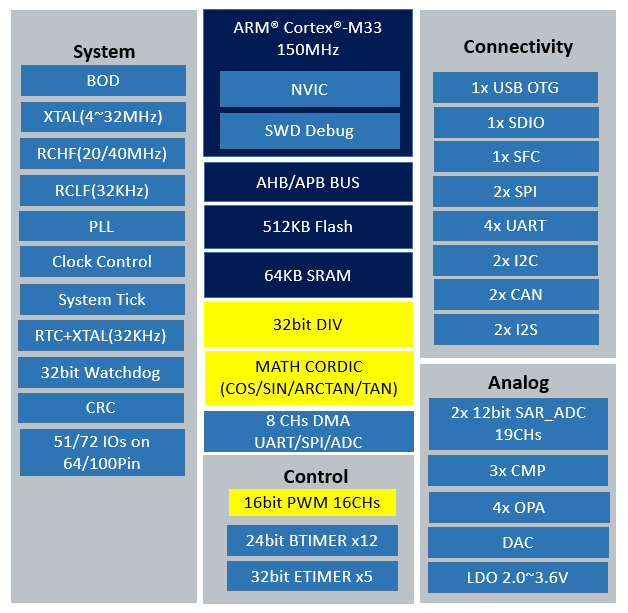 System
BOD
XTAL(4~32MHz)
RCHF(20/40MHz)
RCLF(32KHz)
PLL
Clock Control
System Tick
RTC+XTAL(32KHz)
32bit Watchdog
CRC
51/72 IOs on
64/100Pin
ARM® Cortex®-M33
150MHz
NVIC
SWD Debug
AHB/APB BUS
512KB Flash
64KB SRAM
32bit DIV
MATH CORDIC
(COS/SIN/ARCTAN/TAN)
8 CHs DMA
UART/SPI/ADC
Control
16bit PWM 16CHs
24bit BTIMER x12
32bit ETIMER x5
Connectivity
1x USB OTG
1x SDIO
1x SFC
2x SPI
4x UART
2x I2C
2x CAN
2x I2S
Analog
2x 12bit SAR_ADC
19CHs
3x CMP
4x OPA
DAC
LDO 2.0~3.6V